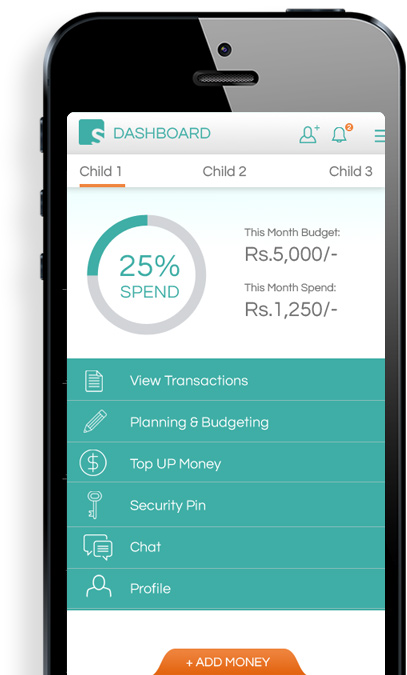 S DASHBOARD
2
Child 1 Child 2 Child 3
25%
SPEND
This Month Budget:
Rs.5,000/-
This Month Spend:
Rs.1,250/-
View Transactions
Planning & Budgeting
$ Top UP Money
Security Pin
Chat
Profile
+ ADD MONEY